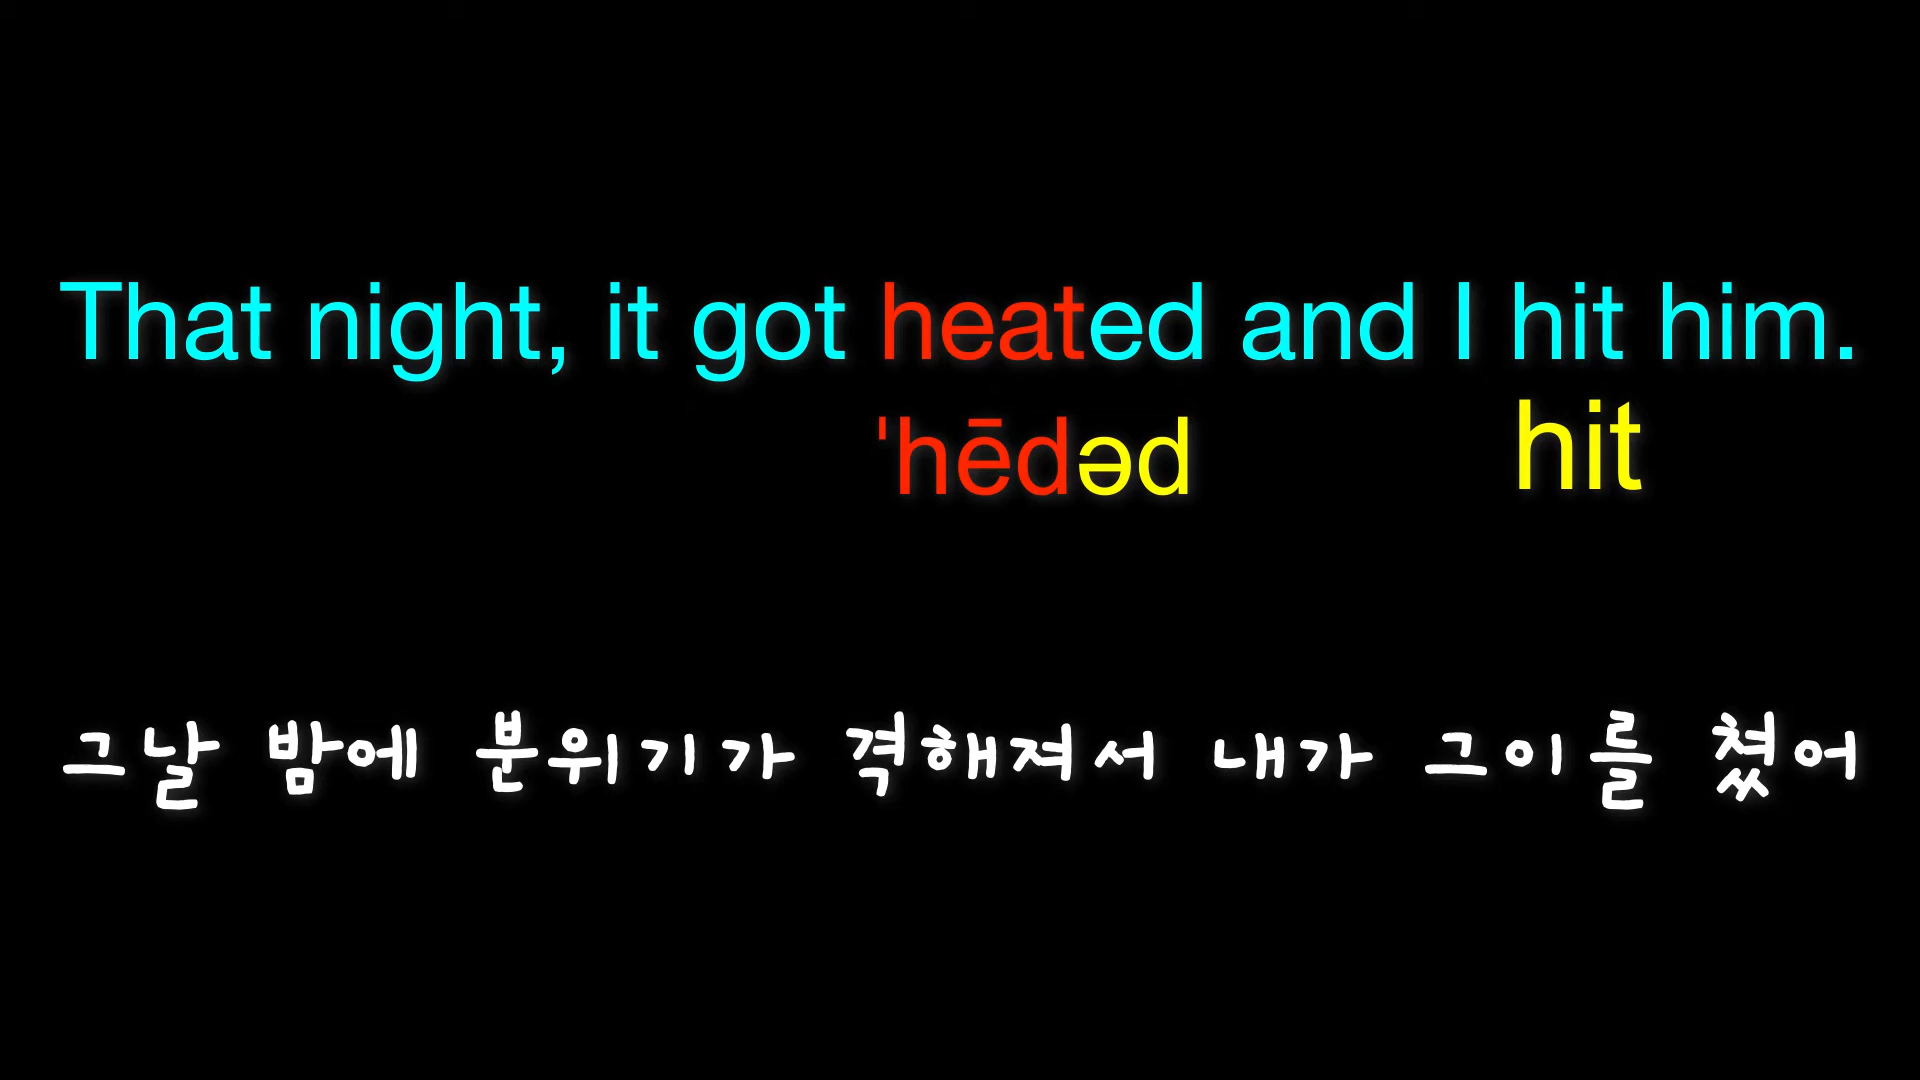 That night, it got heated and I hit him.
ˈhēdəd hit
그날 밤에 분위기가 격해져서 내가 그이를 쳤어